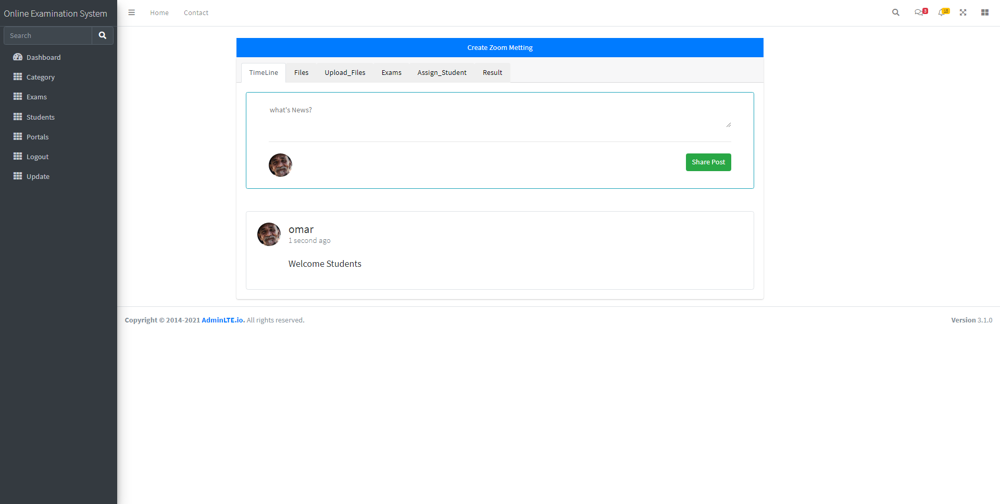 Online Examination System
Home
Contact
3
15
Search
Dashboard
Category
Exams
Students
Portals
Logout
Update
Create Zoom Metting
TimeLine
Files
Upload_Files
Exams
Assign_Student
Result
what's News?
Share Post
omar
1 second ago
Welcome Students
Copyright © 2014-2021 AdminLTE.io. All rights reserved.
Version 3.1.0